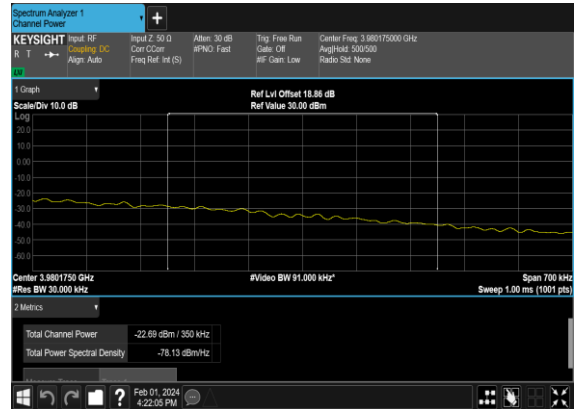 Spectrum Analyzer 1
Channel Power
+
KEYSIGHT Input: RF Input Z: 50 Ω Atten: 30 dB Trig: Free Run Center Freq: 3.980175000 GHz
R T Coupling: DC Corr CCorr #PNO: Fast Gate: Off Avg|Hold: 500/500
Align: Auto Freq Ref: Int (S) #IF Gain: Low Radio Std: None
1 Graph
Ref Lvl Offset 18.86 dB
Scale/Div 10.0 dB Ref Value 30.00 dBm
Log
20.0
10.0
0.00
-10.0
-20.0
-30.0
-40.0
-50.0
-60.0
Center 3.9801750 GHz #Video BW 91.000 kHz* Span 700 kHz
#Res BW 30.000 kHz Sweep 1.00 ms (1001 pts)
2 Metrics
Total Channel Power -22.69 dBm / 350 kHz
Total Power Spectral Density -78.13 dBm/Hz
? Feb 01, 2024
4:22:05 PM